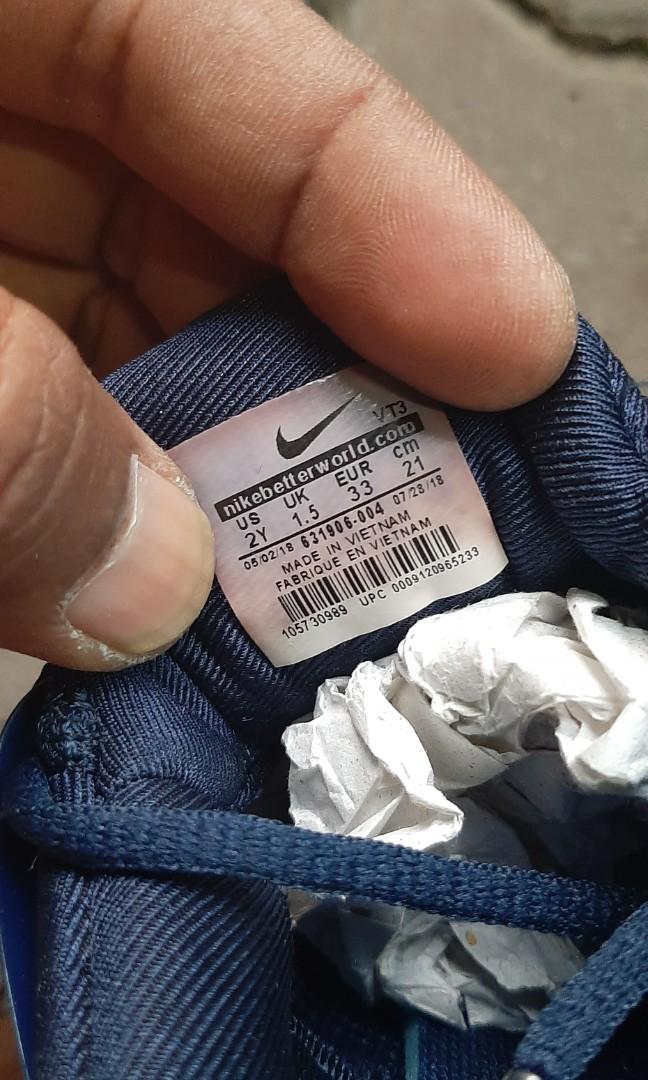 VT3
nikebetterworld.com
US UK EUR cm
2Y 1.5 33 21
05/02/18 631906-004 07/28/18
MADE IN VIETNAM
FABRIQUE EN VIETNAM
105730989 UPC 0009120965233